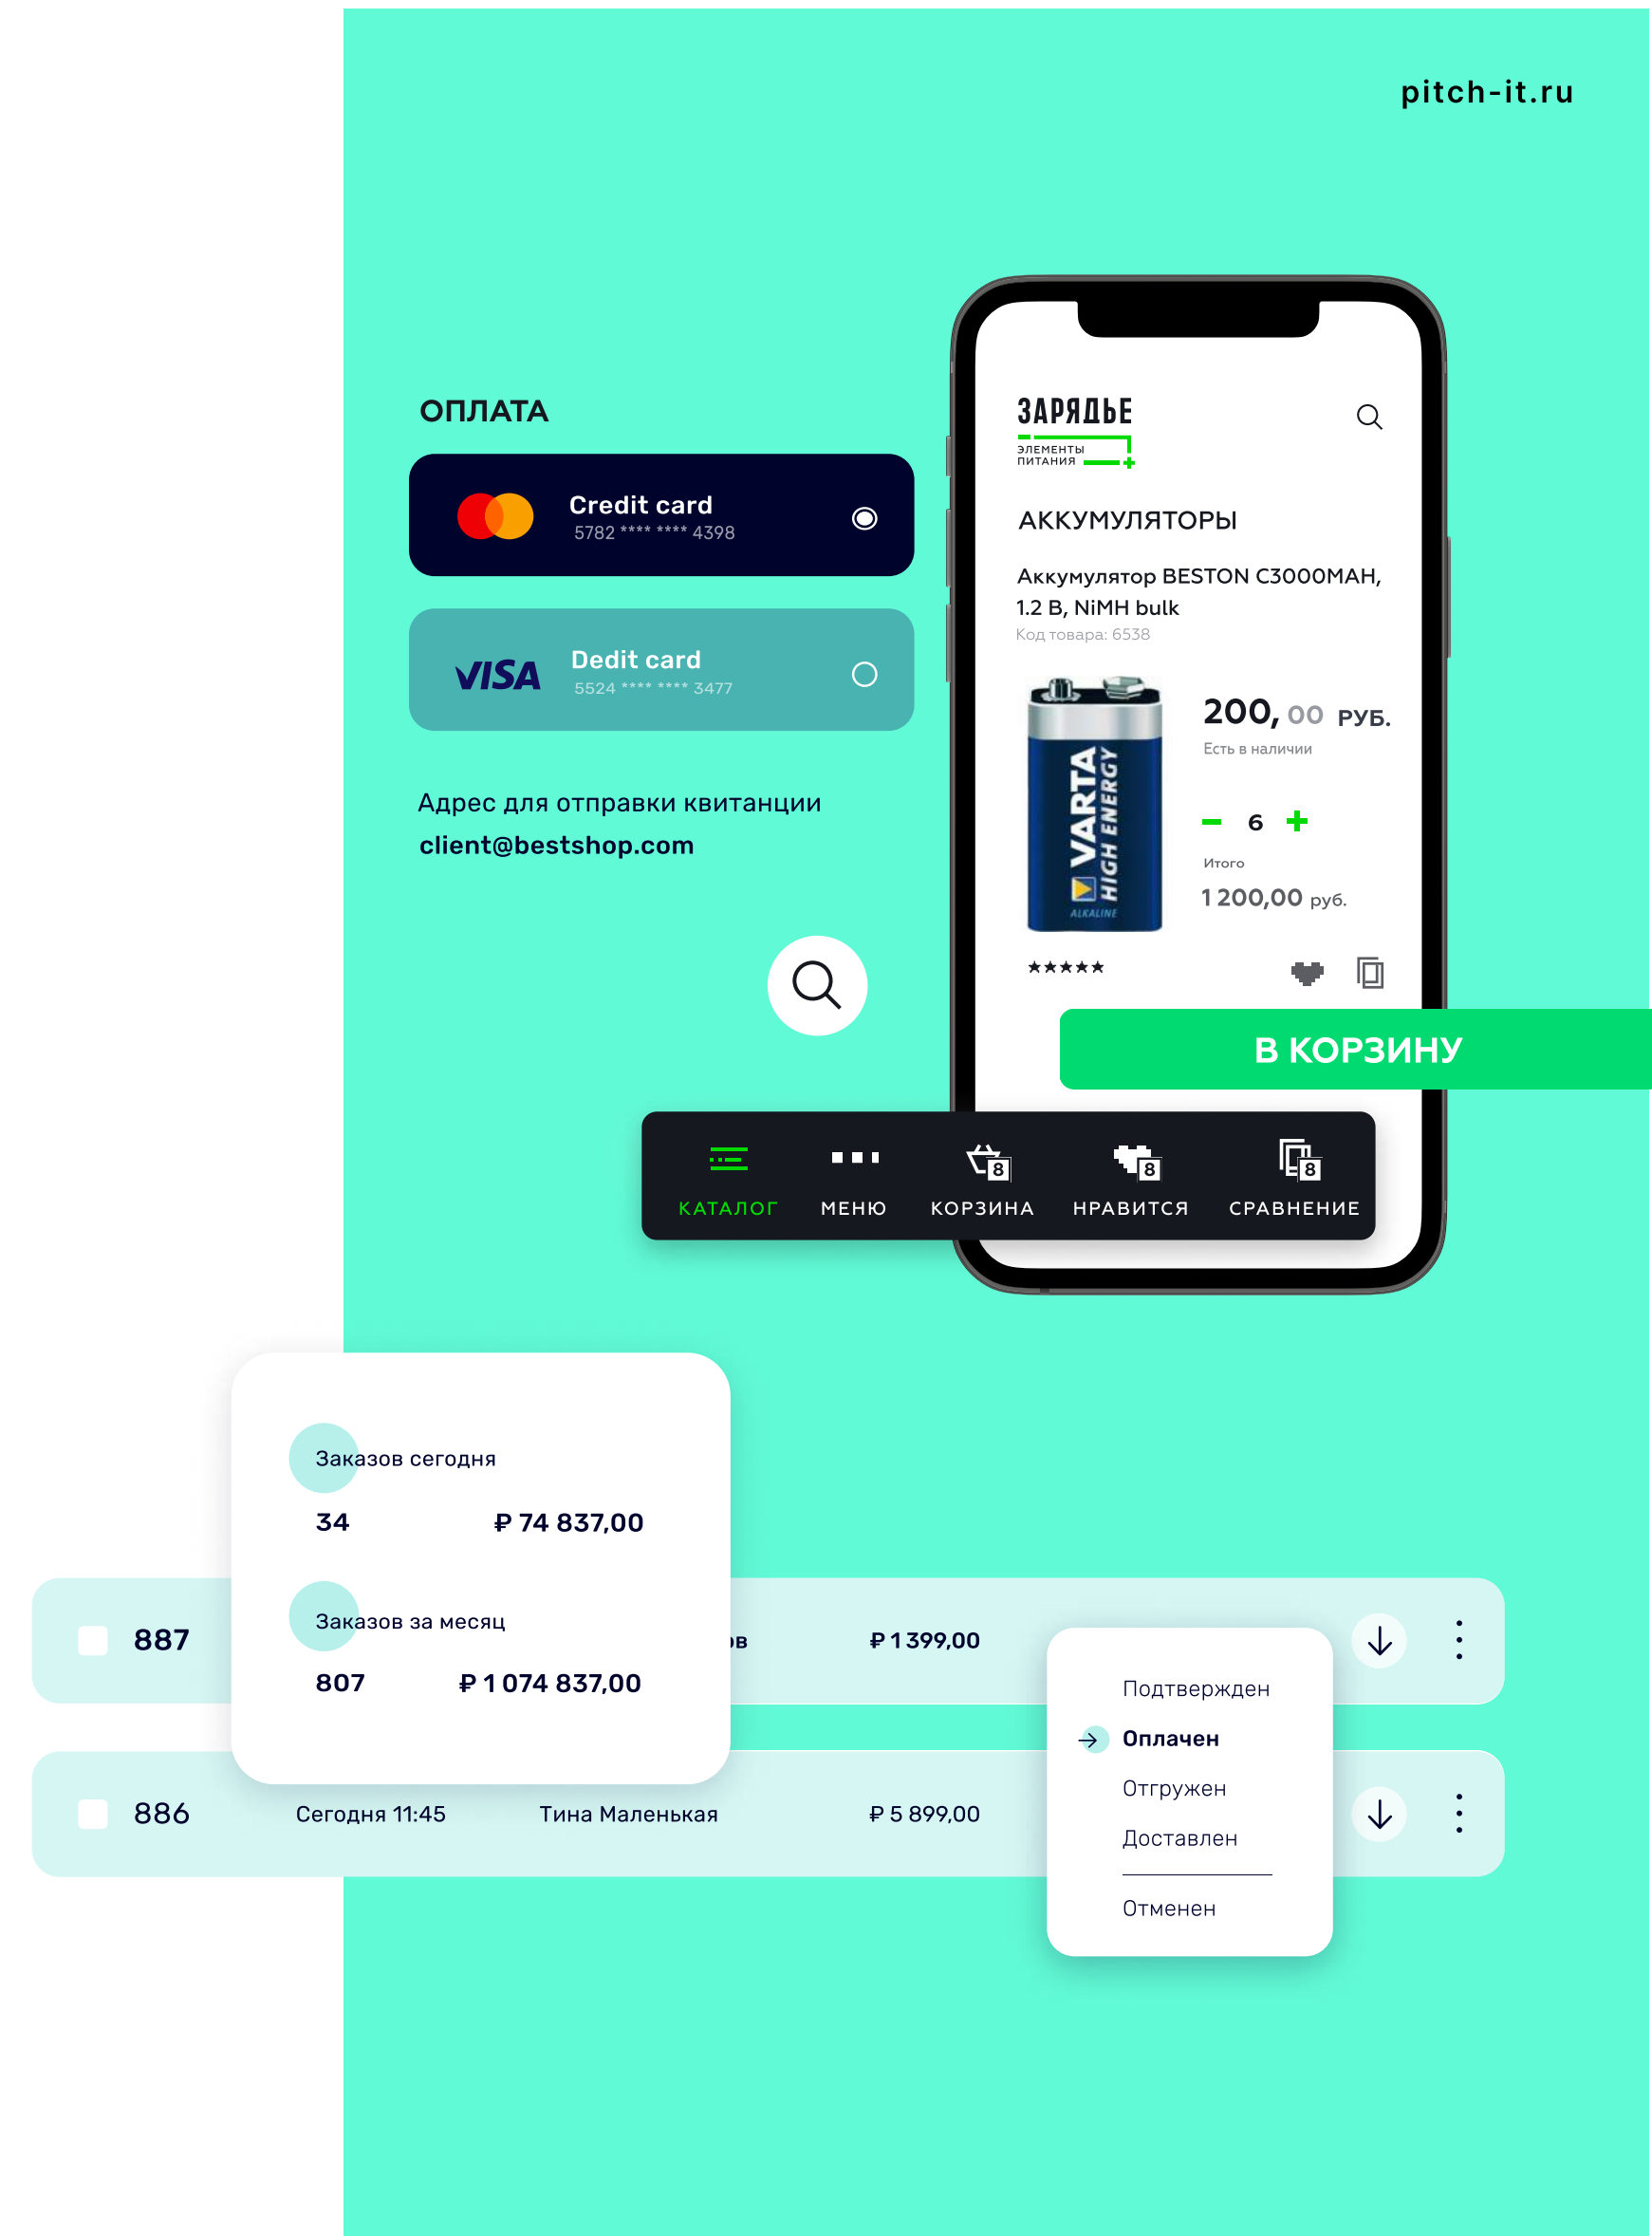 pitch-it.ru
ОПЛАТА
Credit card
5782 **** **** 4398
VISA
Dedit card
5524 **** **** 3477
Адрес для отправки квитанции
client@bestshop.com
ЗАРЯДЬЕ
ЭЛЕМЕНТЫ
ПИТАНИЯ
АККУМУЛЯТОРЫ
Аккумулятор BESTON C3000MAH,
1.2 В, NiMH bulk
Код товара: 6538
VARTA
HIGH ENERGY
ALKALINE
200, 00 РУБ.
Есть в наличии
6
Итого
1 200,00 руб.
В КОРЗИНУ
8 8 8
КАТАЛОГ МЕНЮ КОРЗИНА НРАВИТСЯ СРАВНЕНИЕ
Заказов сегодня
34 ₽ 74 837,00
Заказов за месяц
807 ₽ 1 074 837,00
887 ов ₽ 1 399,00
886 Сегодня 11:45 Тина Маленькая ₽ 5 899,00
Подтвержден
Оплачен
Отгружен
Доставлен
Отменен